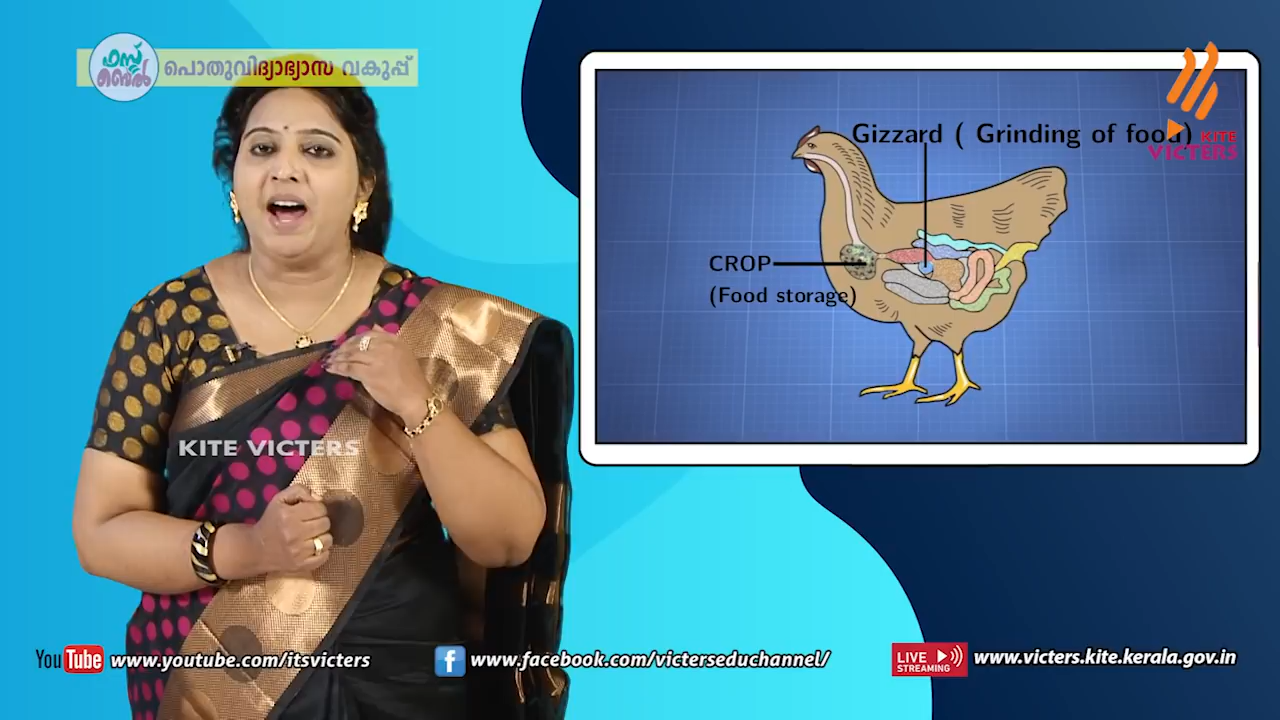 ഫസ്റ്റ്
ബെൽ
പൊതുവിദ്യാഭ്യാസ വകുപ്പ്
Gizzard ( Grinding of food)
KITE
VICTERS
CROP
(Food storage)
KITE VICTERS
YouTube www.youtube.com/itsvicters
f www.facebook.com/victerseduchannel/
LIVE
STREAMING
www.victers.kite.kerala.gov.in